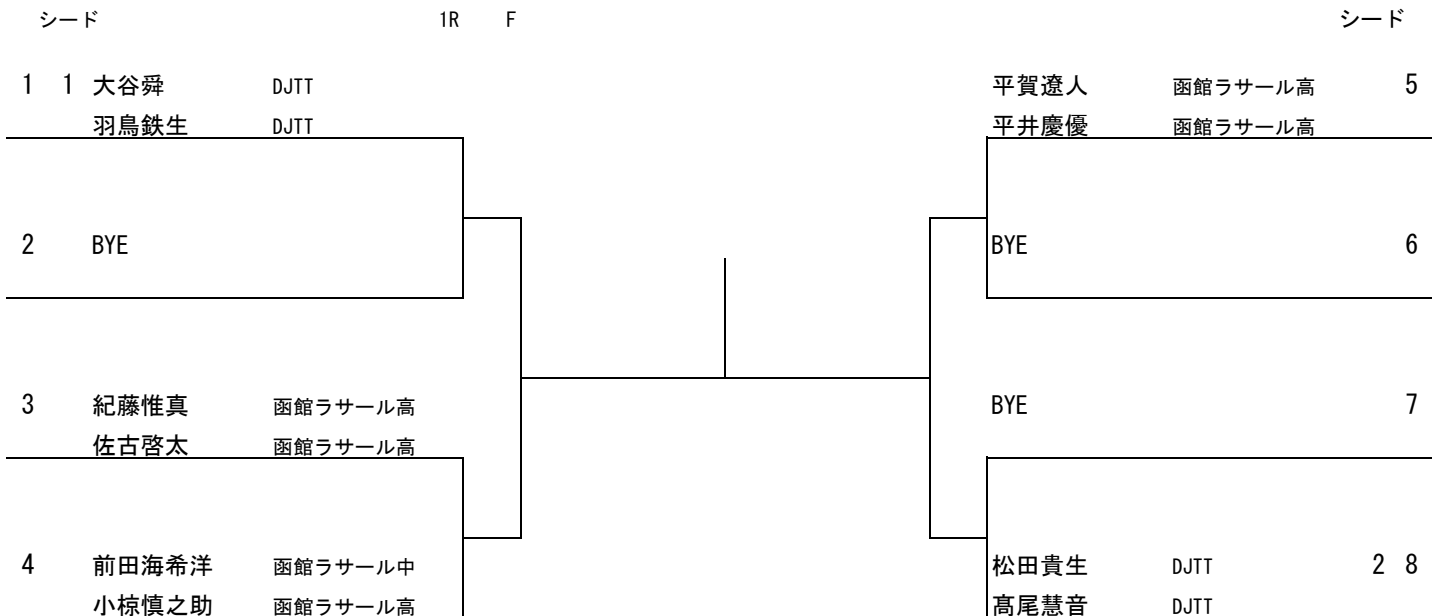 シード 1R F シード
1 1 大谷舜 DJTT 平賀遼人 函館ラサール高 5
羽鳥鉄生 DJTT 平井慶優 函館ラサール高
2 BYE BYE 6
3 紀藤惟真 函館ラサール高 BYE 7
佐古啓太 函館ラサール高
4 前田海希洋 函館ラサール中 松田貴生 DJTT 2 8
小椋慎之助 函館ラサール高 髙尾慧音 DJTT